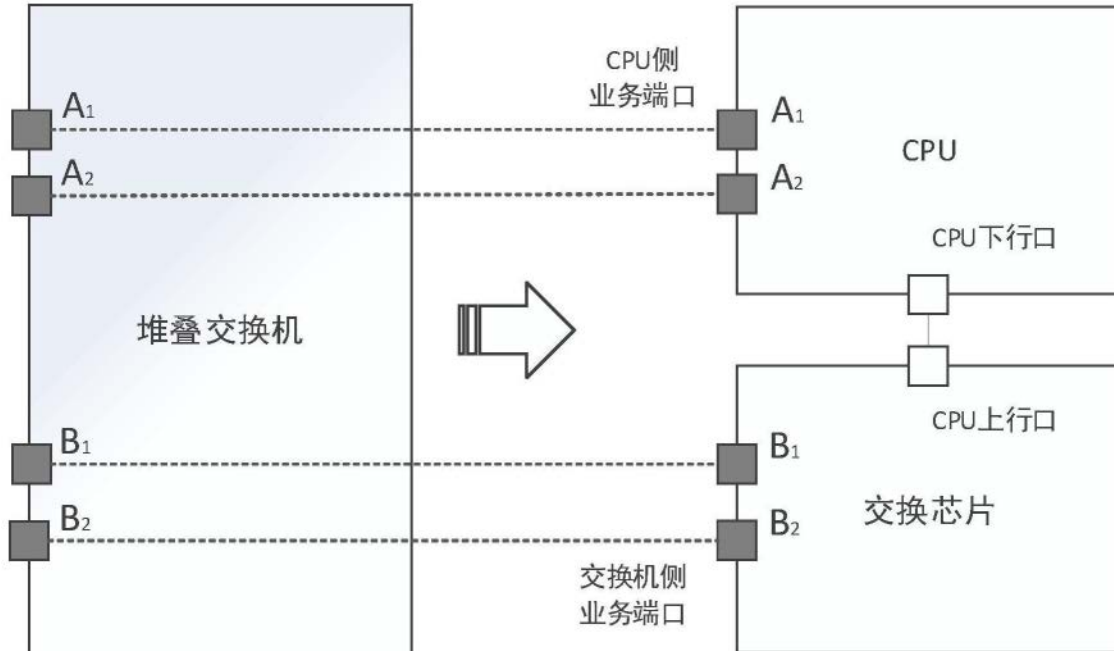 CPU侧
业务端口
A1
A1
CPU
A2
A2
CPU下行口
堆叠交换机
CPU上行口
B1
B1
交换芯片
B2
B2
交换机侧
业务端口